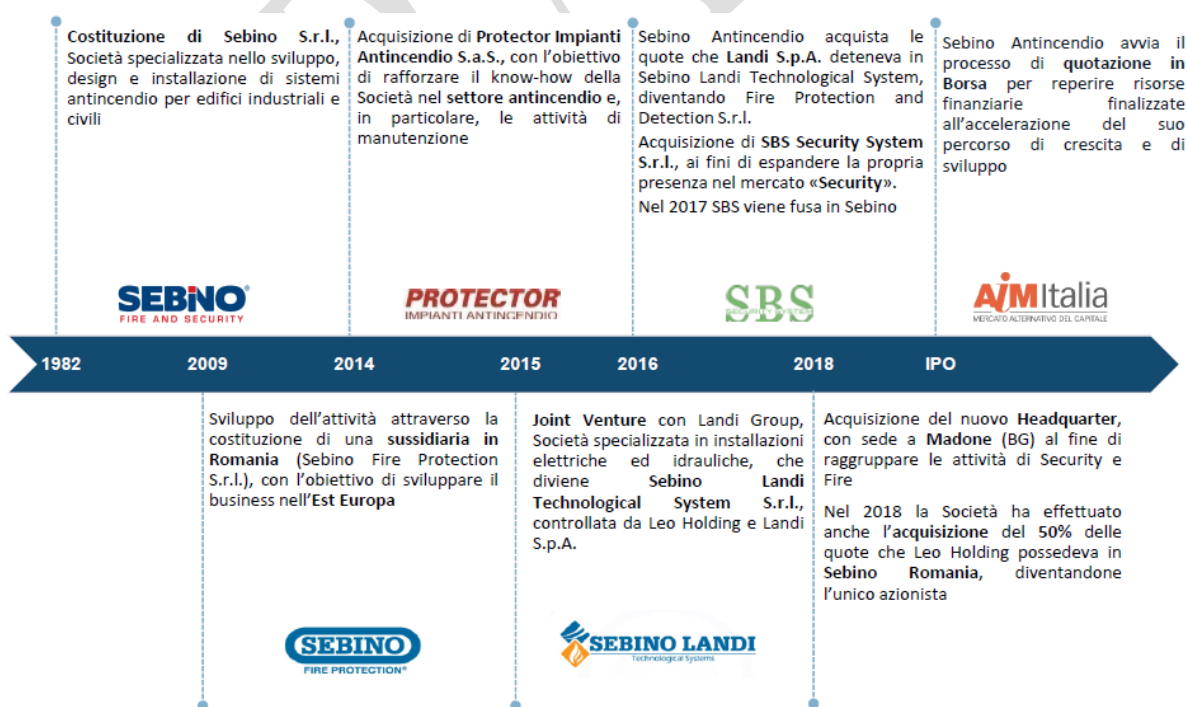 Costituzione di Sebino S.r.l.,
Società specializzata nello sviluppo,
design e installazione di sistemi
antincendio per edifici industriali e
civili
Acquisizione di Protector Impianti
Antincendio S.a.S., con l'obiettivo
di rafforzare il know-how della
Società nel settore antincendio e,
in particolare, le attività di
manutenzione
Sebino Antincendio acquista le
quote che Landi S.p.A. deteneva in
Sebino Landi Technological System,
diventando Fire Protection and
Detection S.r.l.
Acquisizione di SBS Security System
S.r.l., ai fini di espandere la propria
presenza nel mercato «Security».
Nel 2017 SBS viene fusa in Sebino
Sebino Antincendio avvia il
processo di quotazione in
Borsa per reperire risorse
finanziarie finalizzate
all'accelerazione del suo
percorso di crescita e di
sviluppo
SEBINO®
FIRE AND SECURITY
PROTECTOR
IMPIANTI ANTINCENDIO
SBS
SECURITY SYSTEM
AIM Italia
MERCATO ALTERNATIVO DEL CAPITALE
1982 2009 2014 2015 2016 2018 IPO
Sviluppo dell'attività attraverso la
costituzione di una sussidiaria in
Romania (Sebino Fire Protection
S.r.l.), con l'obiettivo di sviluppare il
business nell'Est Europa
Joint Venture con Landi Group,
Società specializzata in installazioni
elettriche ed idrauliche, che
diviene Sebino Landi
Technological System S.r.l.,
controllata da Leo Holding e Landi
S.p.A.
Acquisizione del nuovo Headquarter,
con sede a Madone (BG) al fine di
raggruppare le attività di Security e
Fire
Nel 2018 la Società ha effettuato
anche l'acquisizione del 50% delle
quote che Leo Holding possedeva in
Sebino Romania, diventandone
l'unico azionista
SEBINO
FIRE PROTECTION®
SEBINO LANDI
Technological Systems